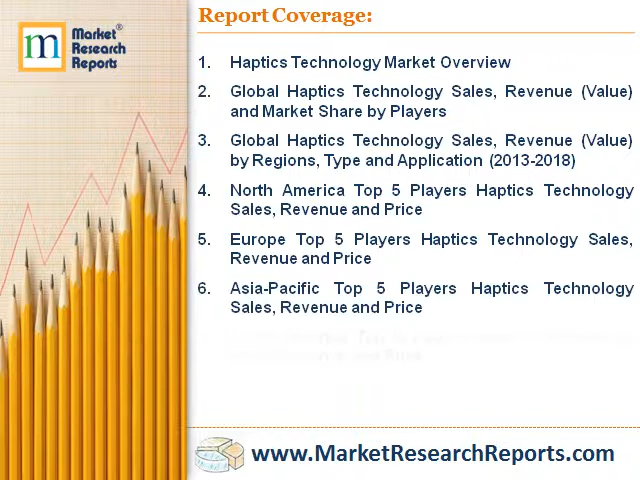 Report Coverage:
m
Market®
Research
Reports
1. Haptics Technology Market Overview
2. Global Haptics Technology Sales, Revenue (Value)
and Market Share by Players
3. Global Haptics Technology Sales, Revenue (Value)
by Regions, Type and Application (2013-2018)
4. North America Top 5 Players Haptics Technology
Sales, Revenue and Price
5. Europe Top 5 Players Haptics Technology Sales,
Revenue and Price
6. Asia-Pacific Top 5 Players Haptics Technology
Sales, Revenue and Price
www.MarketResearchReports.com